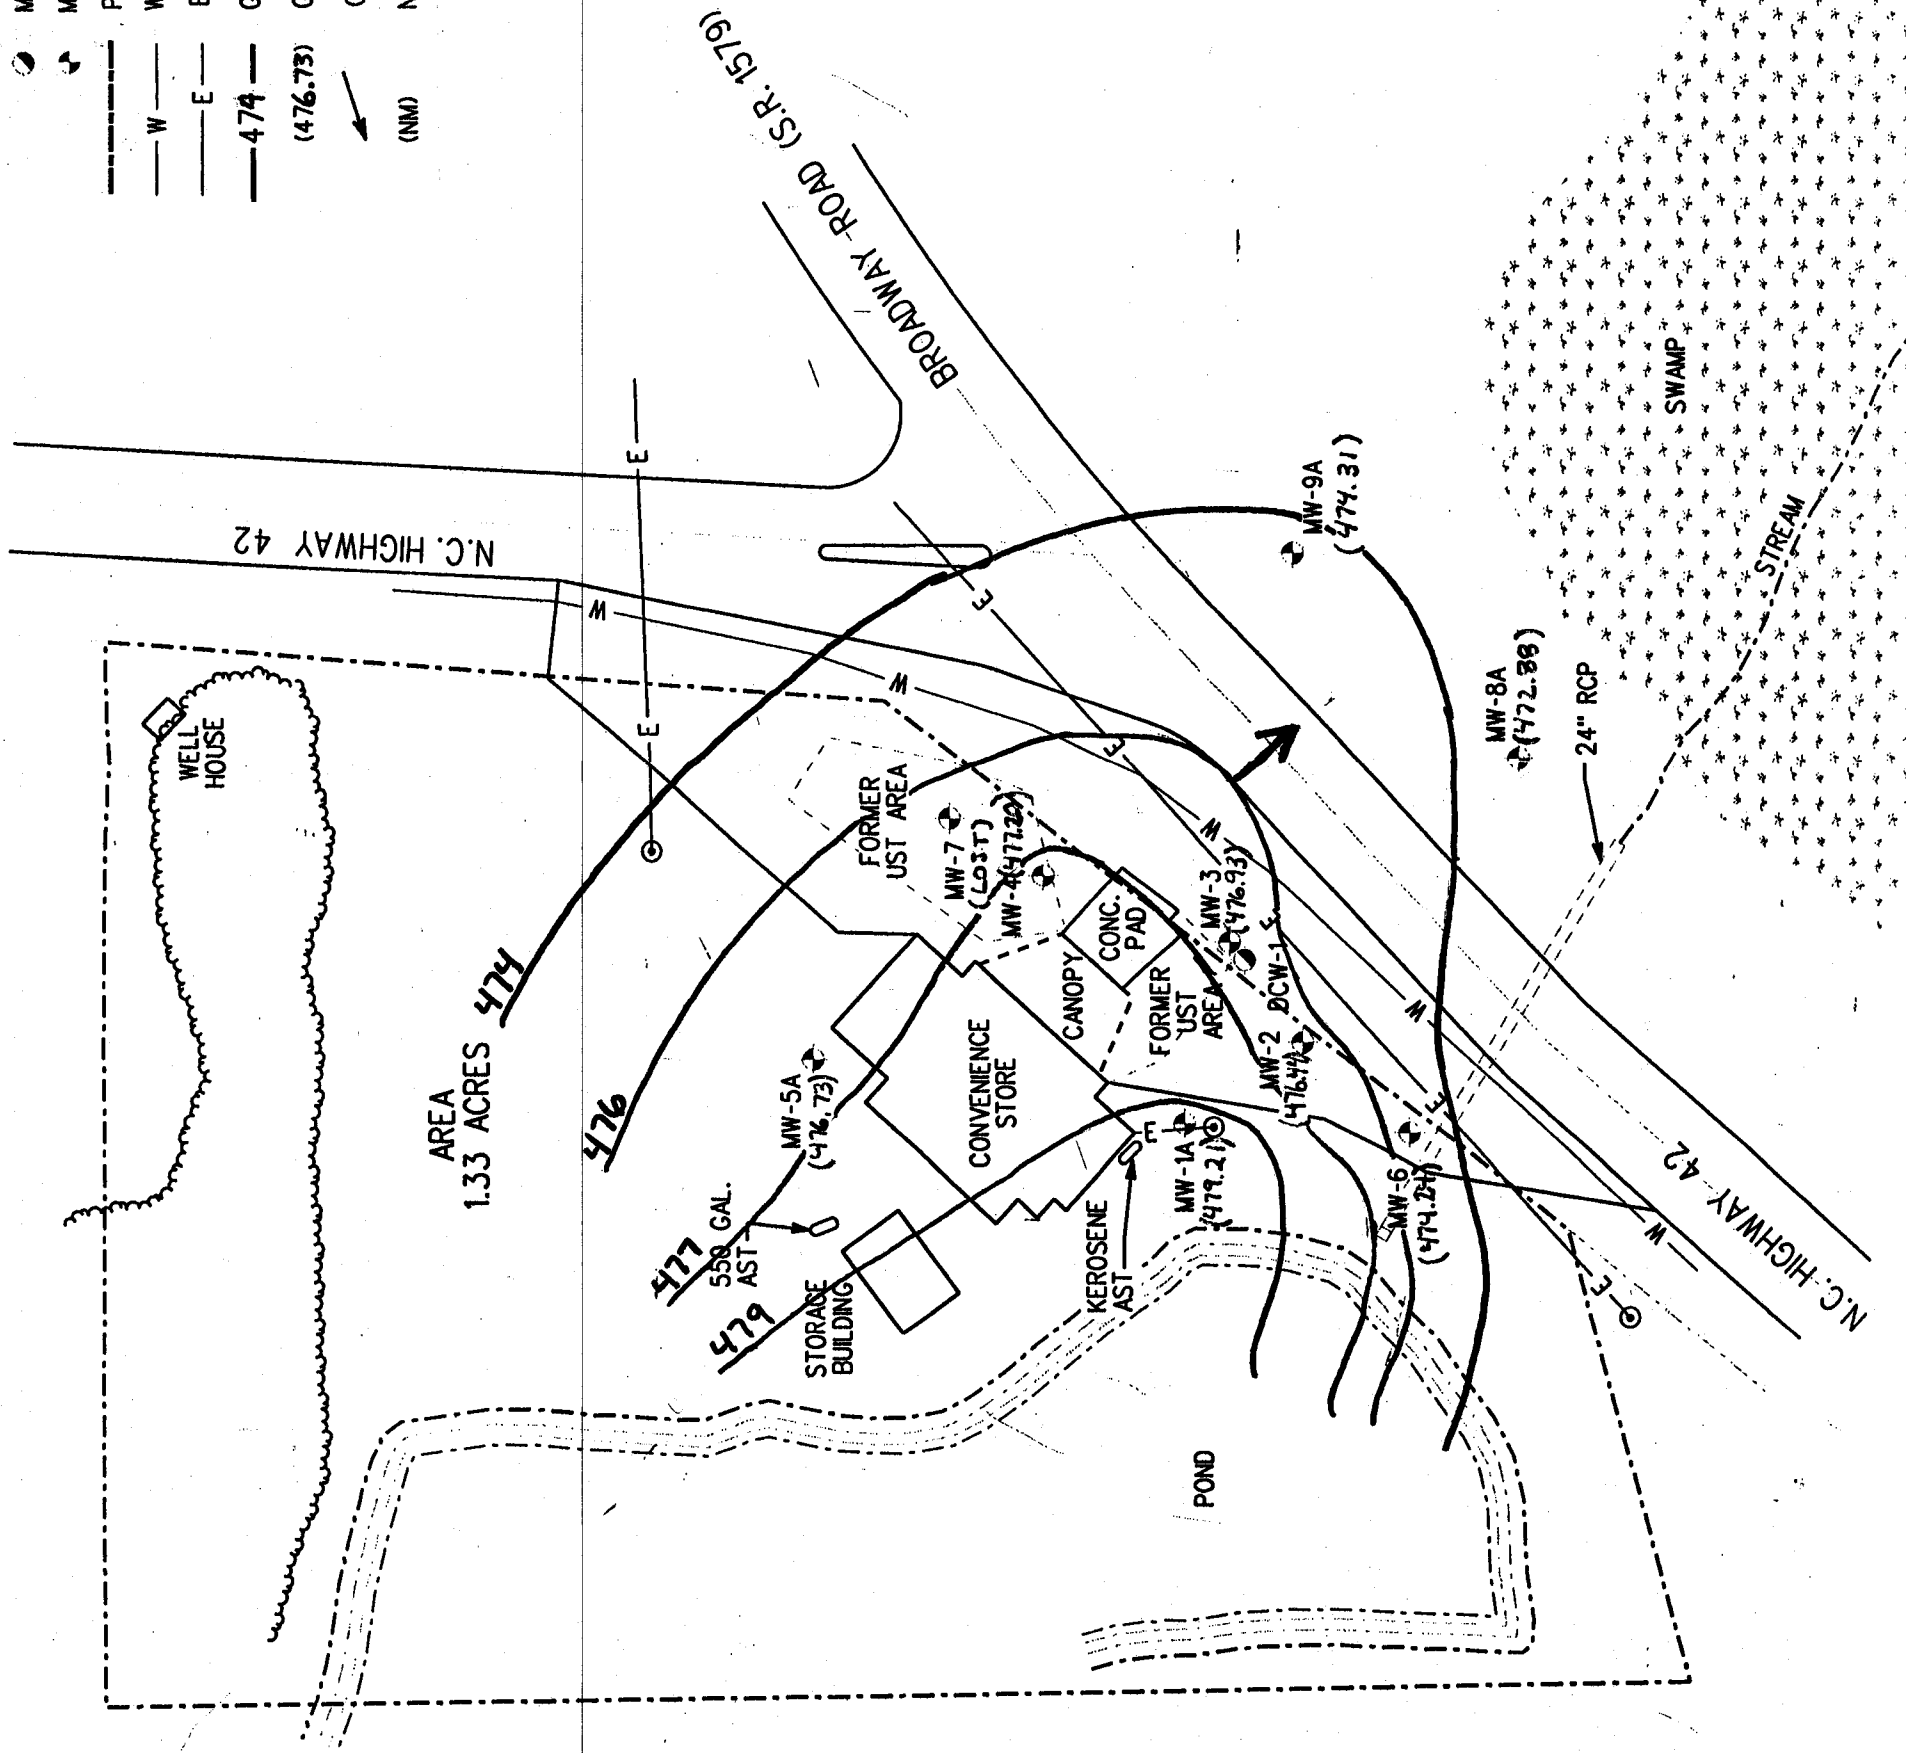 W
E
474
(476.73)
(NM)
BROADWAY ROAD (S.R. 1579)
N.C. HIGHWAY 42
E
E
E
W
W
W
W
W
E
E
E
E
E
E
WELL
HOUSE
AREA
1.33 ACRES
474
476
477
479
FORMER
UST AREA
MW-7
(LOST)
MW-4 (477.20)
MW-5A
(476.73)
550 GAL.
AST
STORAGE
BUILDING
CONVENIENCE
STORE
CANOPY
CONC.
PAD
FORMER
UST
AREA
MW-3
(476.93)
DCW-1
MW-2
(476.44)
MW-1A
(479.21)
KEROSENE
AST
MW-6
(474.24)
MW-9A
(474.31)
MW-8A
(472.88)
24" RCP
STREAM
SWAMP
POND
N.C. HIGHWAY 42